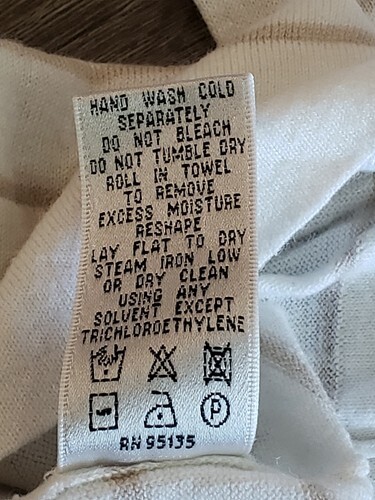 HAND WASH COLD
SEPARATELY
DO NOT BLEACH
DO NOT TUMBLE DRY
ROLL IN TOWEL
TO REMOVE
EXCESS MOISTURE
RESHAPE
LAY FLAT TO DRY
STEAM IRON LOW
OR DRY CLEAN
USING ANY
SOLVENT EXCEPT
TRICHLOROETHYLENE
P
RN 95135